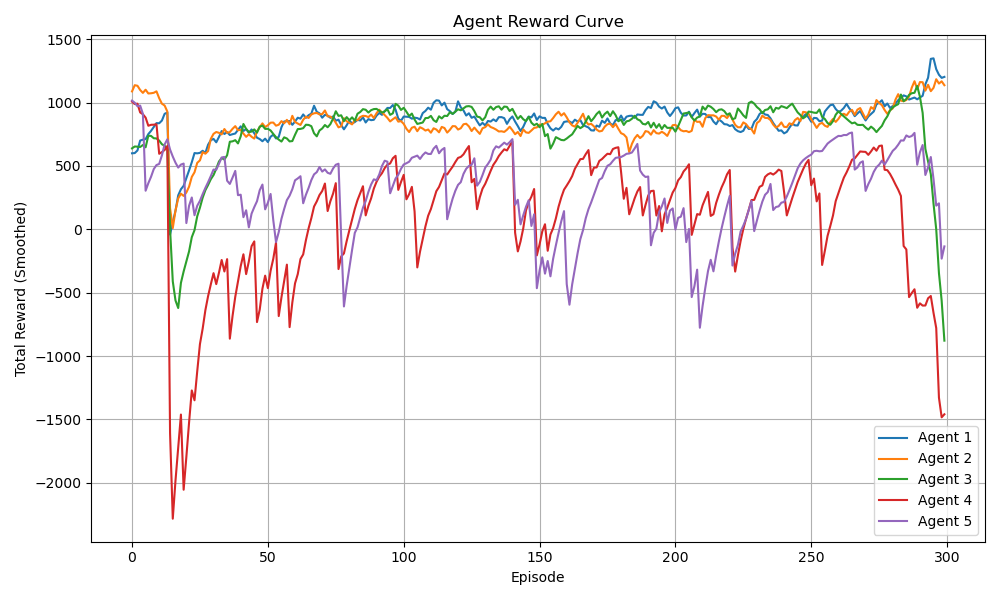 Agent Reward Curve
Total Reward (Smoothed)
1500
1000
500
0
−500
−1000
−1500
−2000
0 50 100 150 200 250 300
Episode
Agent 1
Agent 2
Agent 3
Agent 4
Agent 5